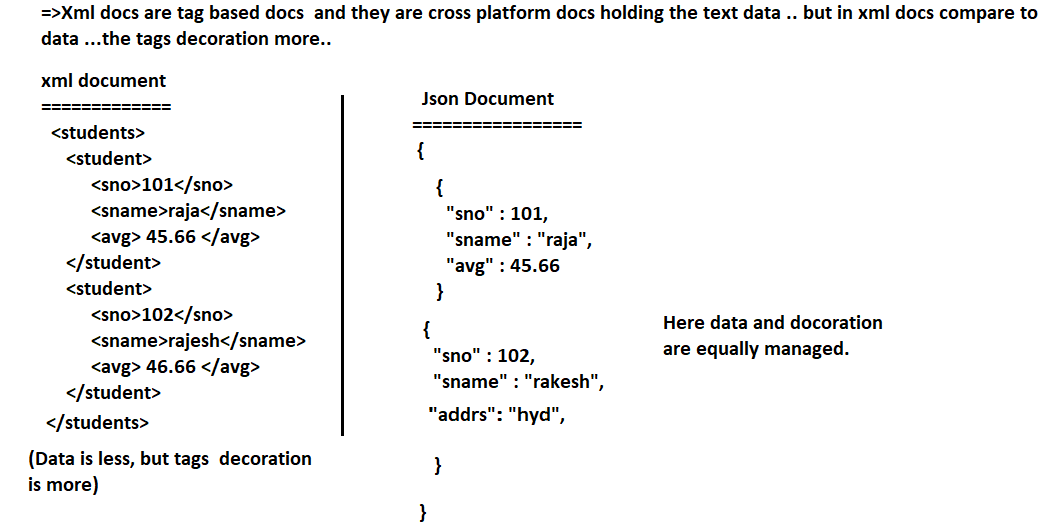 =>Xml docs are tag based docs  and they are cross platform docs holding the text data .. but in xml docs compare to
data ...the tags decoration more..
xml document
=============
<students>
<student>
<sno>101</sno>
<sname>raja</sname>
<avg> 45.66 </avg>
</student>
<student>
<sno>102</sno>
<sname>rajesh</sname>
<avg> 46.66 </avg>
</student>
</students>
(Data is less, but tags  decoration
is more)
Json Document
=================
{
{
"sno" : 101,
"sname" : "raja",
"avg" : 45.66
}
{
"sno" : 102,
"sname" : "rakesh",
"addrs": "hyd",
}
}
Here data and docoration
are equally managed.